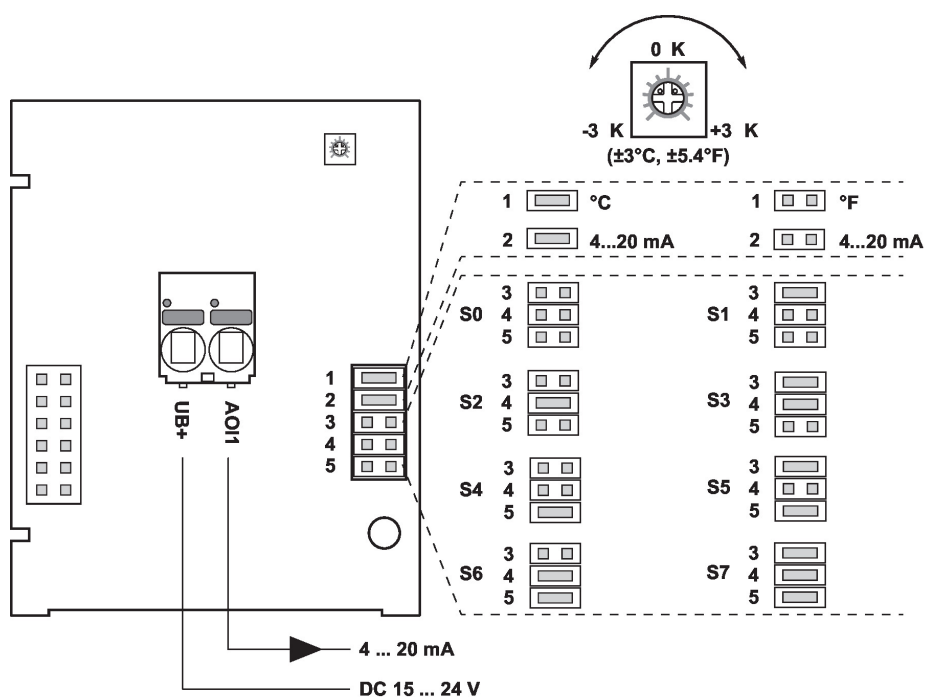 0 K
-3 K +3 K
(±3°C, ±5.4°F)
1 °C
1 °F
2 4...20 mA
2 4...20 mA
S0 3 4 5
S1 3 4 5
S2 3 4 5
S3 3 4 5
S4 3 4 5
S5 3 4 5
S6 3 4 5
S7 3 4 5
1
2
3
4
5
UB+
AOI1
4 ... 20 mA
DC 15 ... 24 V